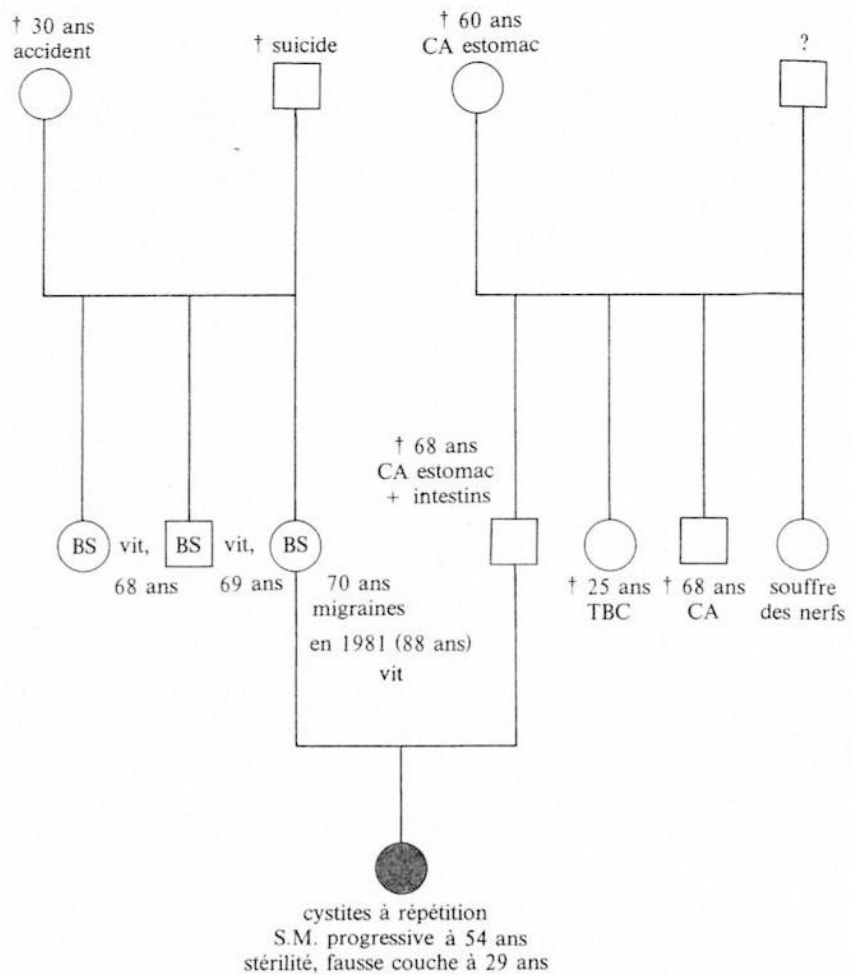 † 30 ans
accident
† suicide
† 60 ans
CA estomac
?
† 68 ans
CA estomac
+ intestins
BS vit,
68 ans
BS vit,
69 ans
BS
70 ans
migraines
en 1981 (88 ans)
vit
† 25 ans
TBC
† 68 ans
CA
souffre
des nerfs
cystites à répétition
S.M. progressive à 54 ans
stérilité, fausse couche à 29 ans